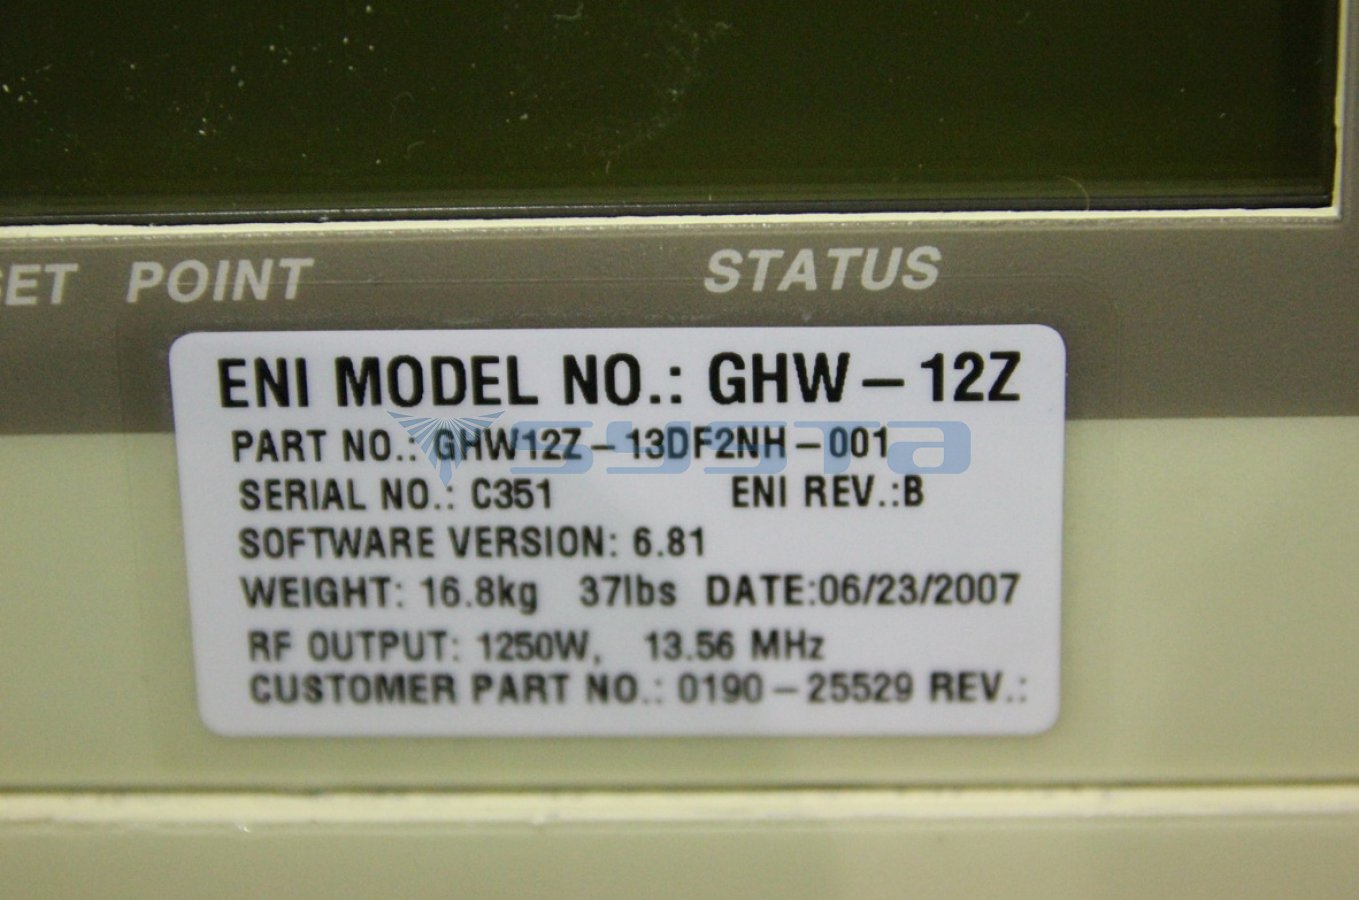 SET POINT STATUS
ENI MODEL NO.: GHW-12Z
PART NO.: GHW12Z-13DF2NH-001
SERIAL NO.: C351 ENI REV.:B
SOFTWARE VERSION: 6.81
WEIGHT: 16.8kg 37lbs DATE:06/23/2007
RF OUTPUT: 1250W, 13.56 MHz
CUSTOMER PART NO.: 0190-25529 REV.:
systa